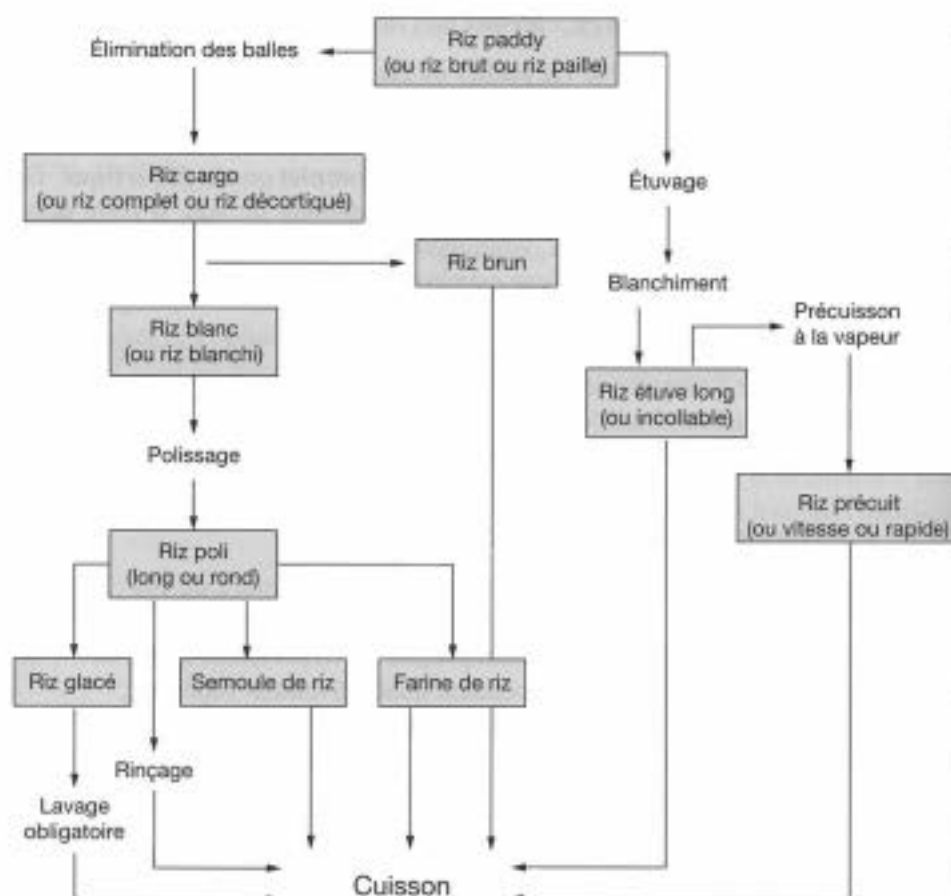 Riz paddy
(ou riz brut ou riz paille)
Élimination des balles
Riz cargo
(ou riz complet ou riz décortiqué)
Étuvage
Riz brun
Blanchiment
Riz blanc
(ou riz blanchi)
Précuisson
à la vapeur
Riz étuve long
(ou incollable)
Polissage
Riz précuit
(ou vitesse ou rapide)
Riz poli
(long ou rond)
Riz glacé
Semoule de riz
Farine de riz
Rinçage
Lavage
obligatoire
Cuisson